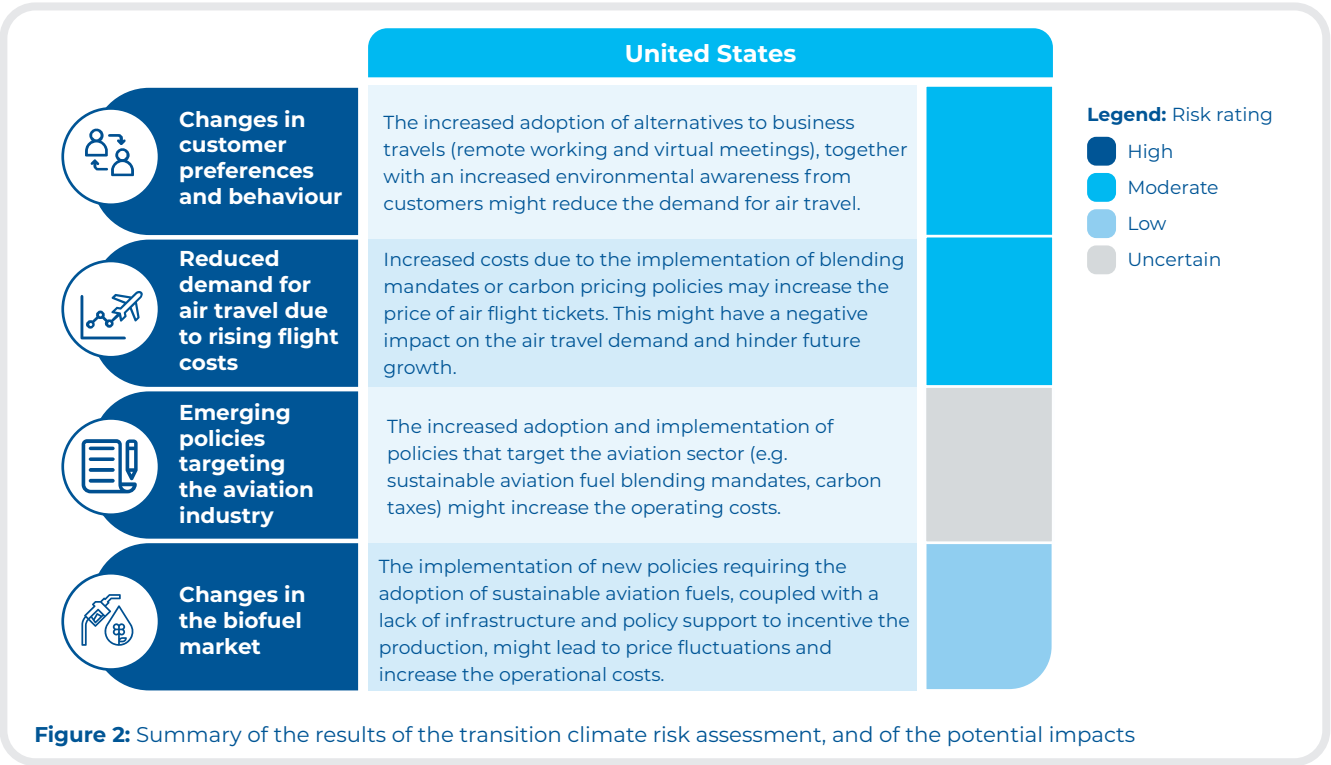 United States
Changes in
customer
preferences
and behaviour
The increased adoption of alternatives to business
travels (remote working and virtual meetings), together
with an increased environmental awareness from
customers might reduce the demand for air travel.
Reduced
demand for
air travel due
to rising flight
costs
Increased costs due to the implementation of blending
mandates or carbon pricing policies may increase the
price of air flight tickets. This might have a negative
impact on the air travel demand and hinder future
growth.
Emerging
policies
targeting
the aviation
industry
The increased adoption and implementation of
policies that target the aviation sector (e.g.
sustainable aviation fuel blending mandates, carbon
taxes) might increase the operating costs.
Changes in
the biofuel
market
The implementation of new policies requiring the
adoption of sustainable aviation fuels, coupled with a
lack of infrastructure and policy support to incentive the
production, might lead to price fluctuations and
increase the operational costs.
Legend: Risk rating
High
Moderate
Low
Uncertain
Figure 2: Summary of the results of the transition climate risk assessment, and of the potential impacts